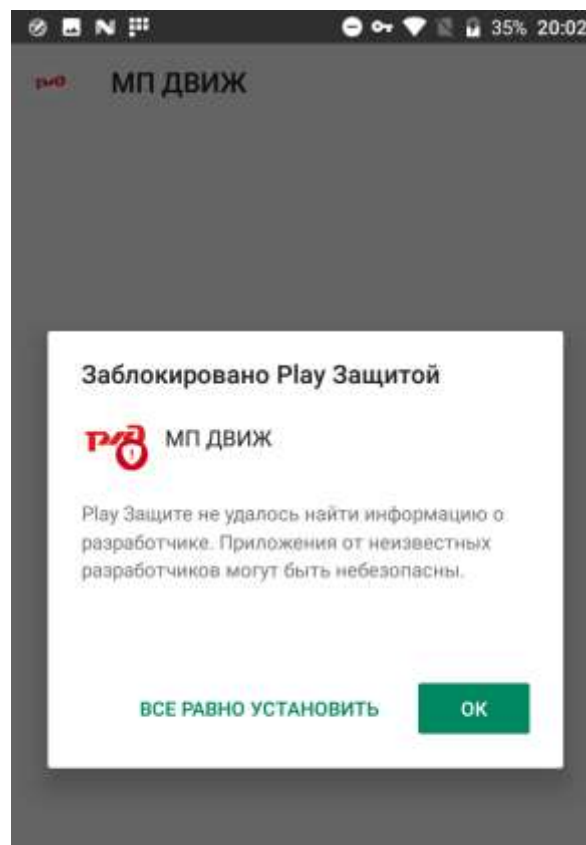 35% 20:02
МП ДВИЖ
Заблокировано Play Защитой
МП ДВИЖ
Play Защите не удалось найти информацию о
разработчике. Приложения от неизвестных
разработчиков могут быть небезопасны.
ВСЕ РАВНО УСТАНОВИТЬ OK